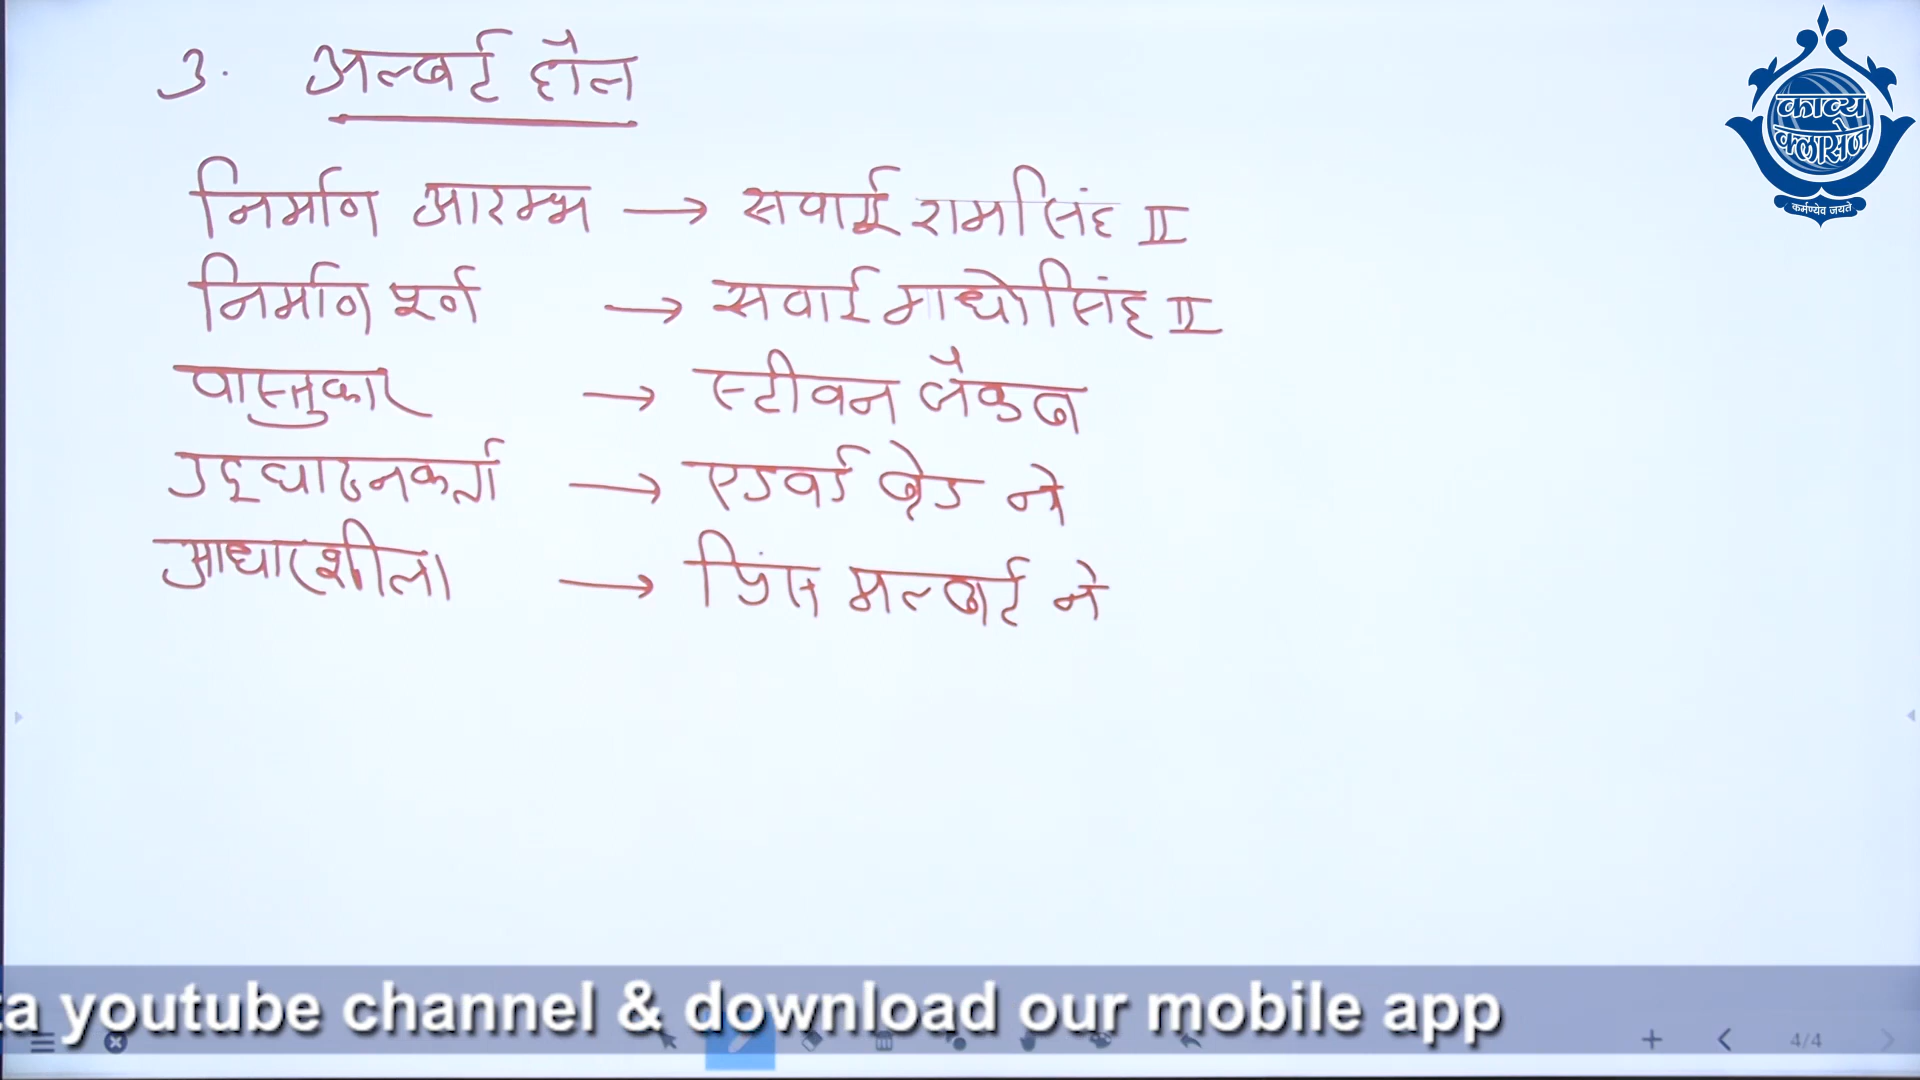 3. अल्बर्ट हॉल
निर्माण आरम्भ → सवाई रामसिंह II
निर्माण पूर्ण → सवाई माधोसिंह II
वास्तुकार → स्टीवन जैकब
उद्घाटनकर्ता → एडवर्ड ब्रेड ने
आधारशीला → प्रिंस अल्बर्ट ने
काव्य
क्लासेज
कर्मण्येव जयते
ta youtube channel & download our mobile app
4/4